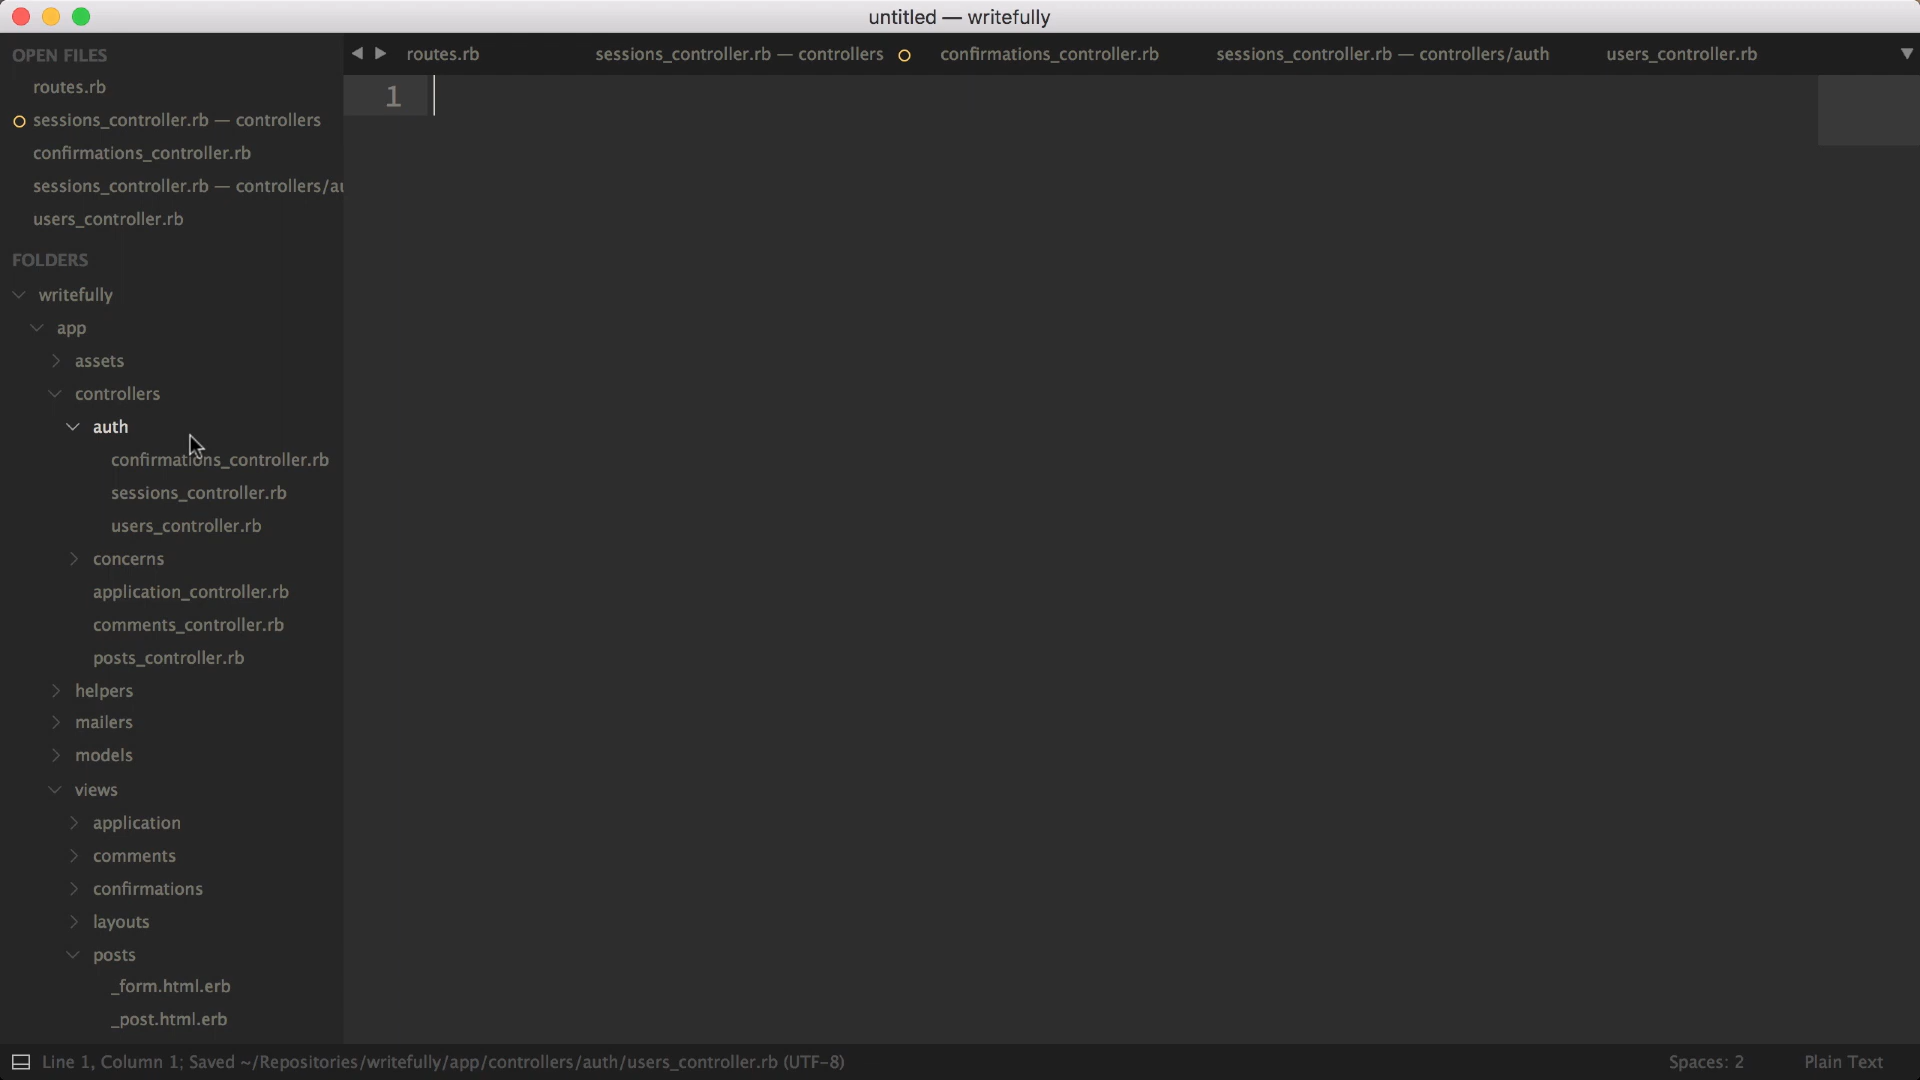 untitled — writefully
OPEN FILES
routes.rb
sessions_controller.rb — controllers
confirmations_controller.rb
sessions_controller.rb — controllers/au
users_controller.rb
FOLDERS
writefully
app
assets
controllers
auth
confirmations_controller.rb
sessions_controller.rb
users_controller.rb
concerns
application_controller.rb
comments_controller.rb
posts_controller.rb
helpers
mailers
models
views
application
comments
confirmations
layouts
posts
_form.html.erb
_post.html.erb
routes.rb sessions_controller.rb — controllers confirmations_controller.rb sessions_controller.rb — controllers/auth users_controller.rb
1
Line 1, Column 1; Saved ~/Repositories/writefully/app/controllers/auth/users_controller.rb (UTF-8) Spaces: 2 Plain Text